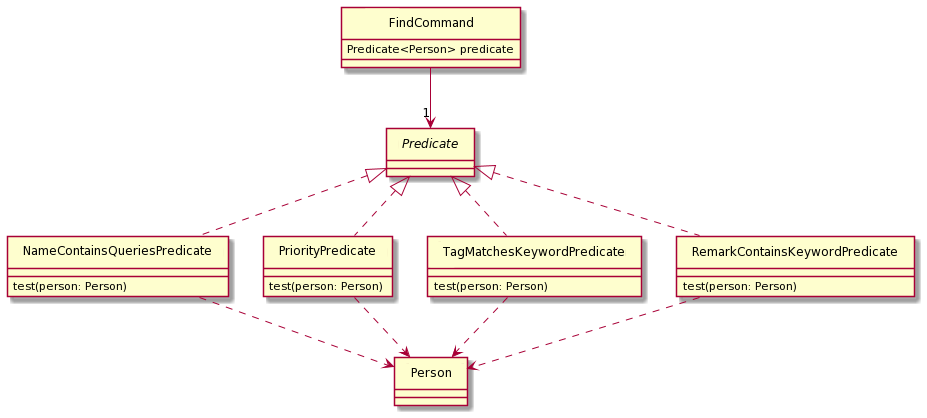 FindCommand
Predicate<Person> predicate
1
Predicate
NameContainsQueriesPredicate
test(person: Person)
PriorityPredicate
test(person: Person)
TagMatchesKeywordPredicate
test(person: Person)
RemarkContainsKeywordPredicate
test(person: Person)
Person